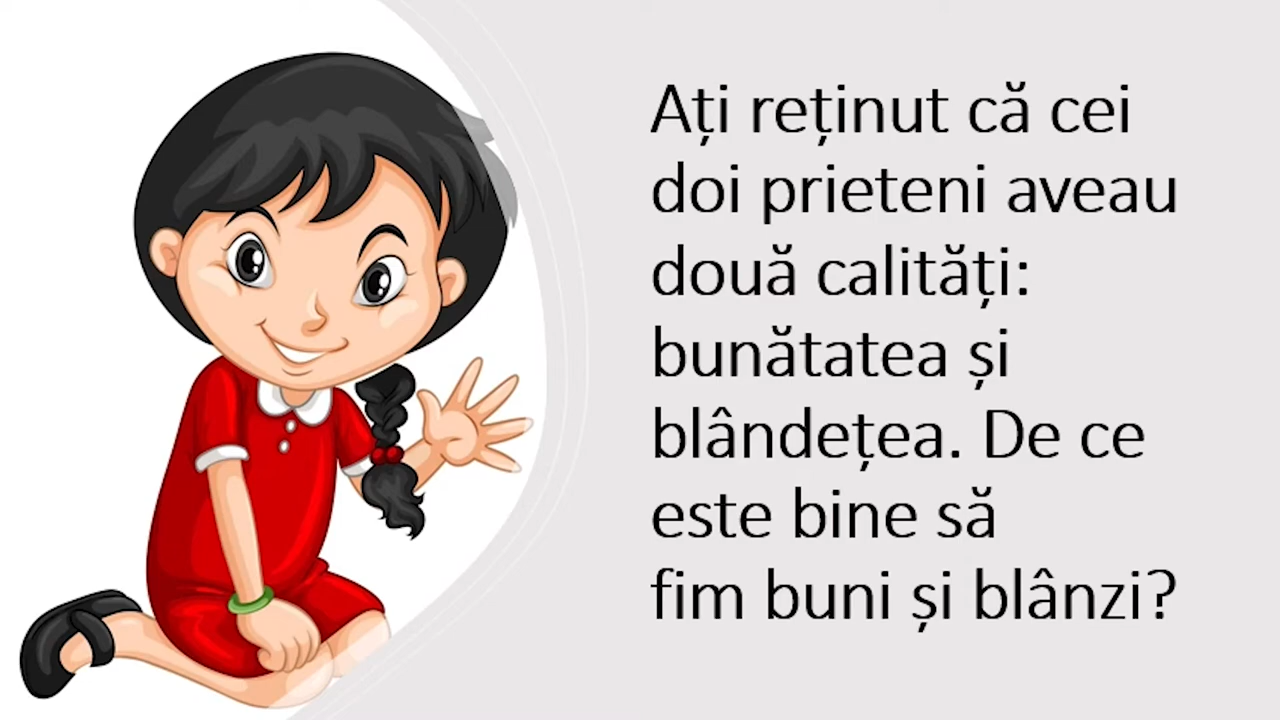 Ați reținut că cei
doi prieteni aveau
două calități:
bunătatea și
blândețea. De ce
este bine să
fim buni și blânzi?